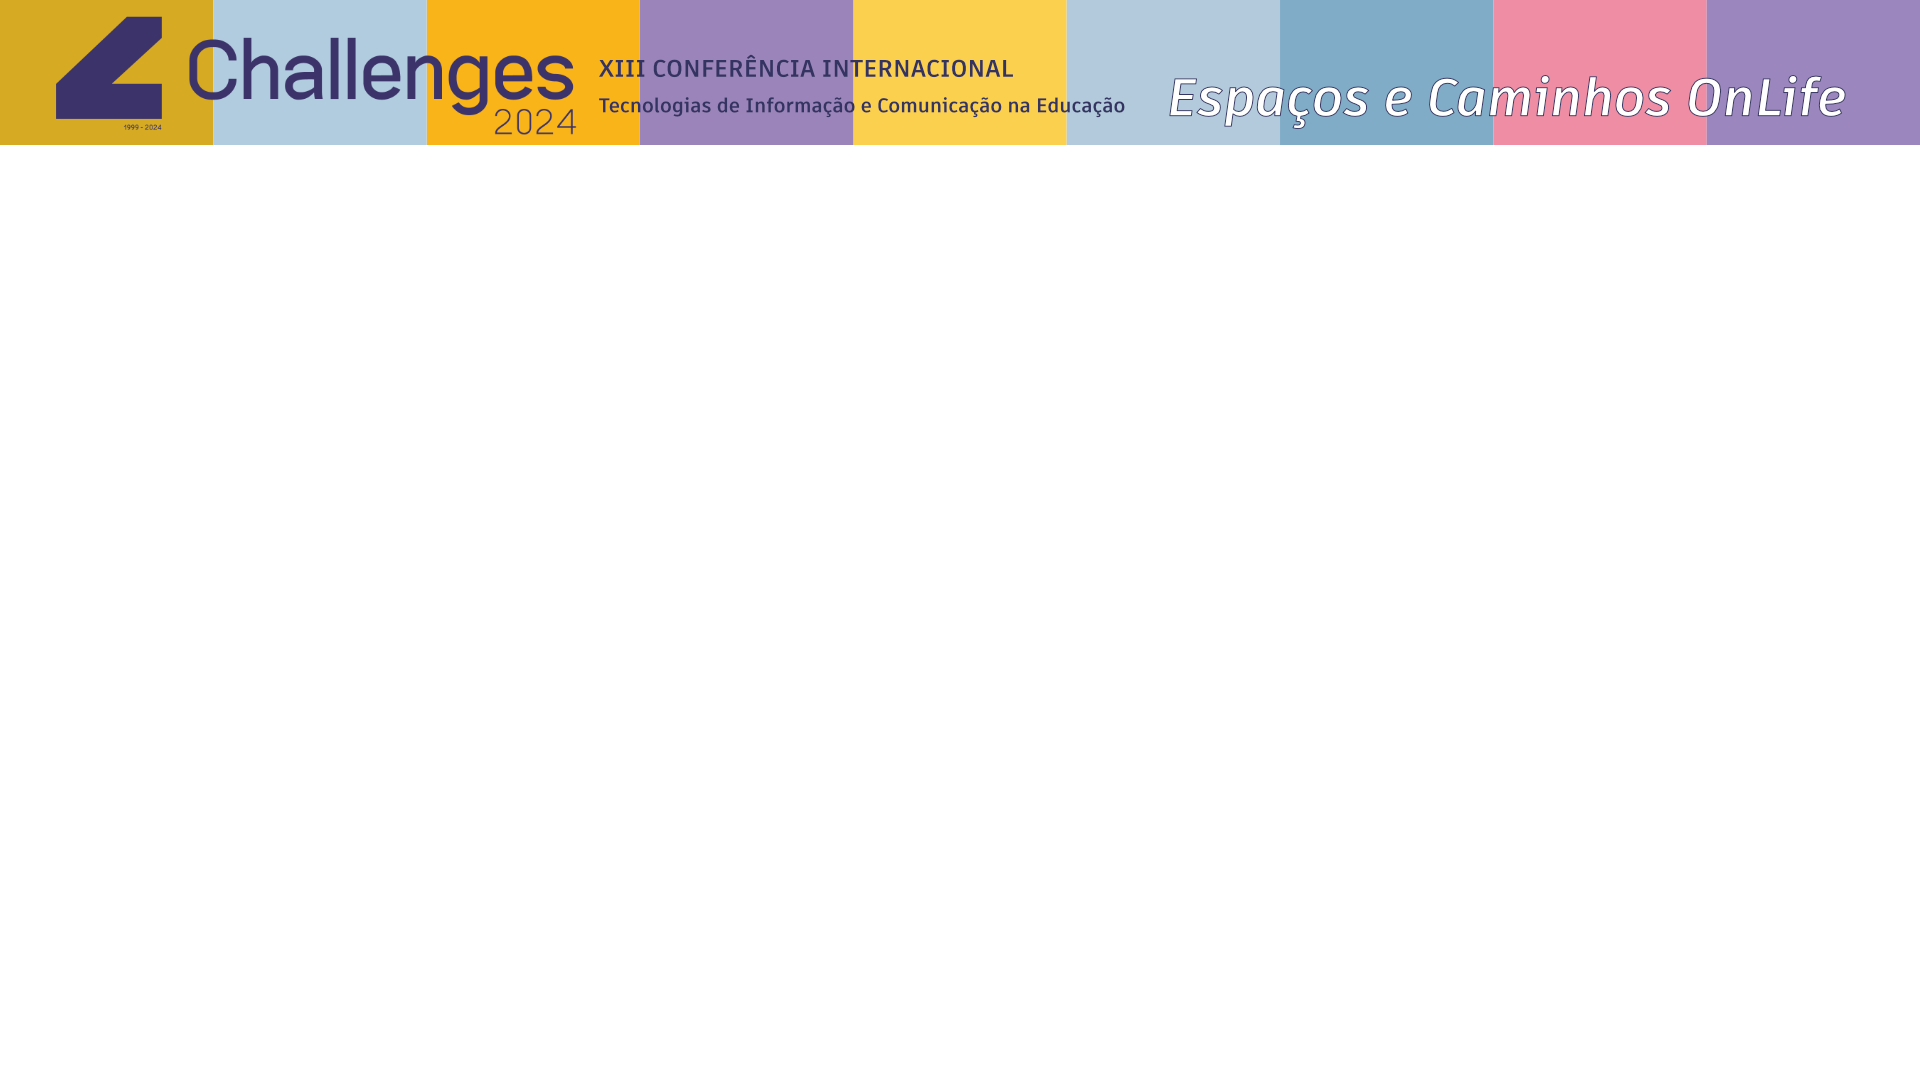 Challenges
2024
1999 - 2024
XIII CONFERÊNCIA INTERNACIONAL
Tecnologias de Informação e Comunicação na Educação
Espaços e Caminhos OnLife